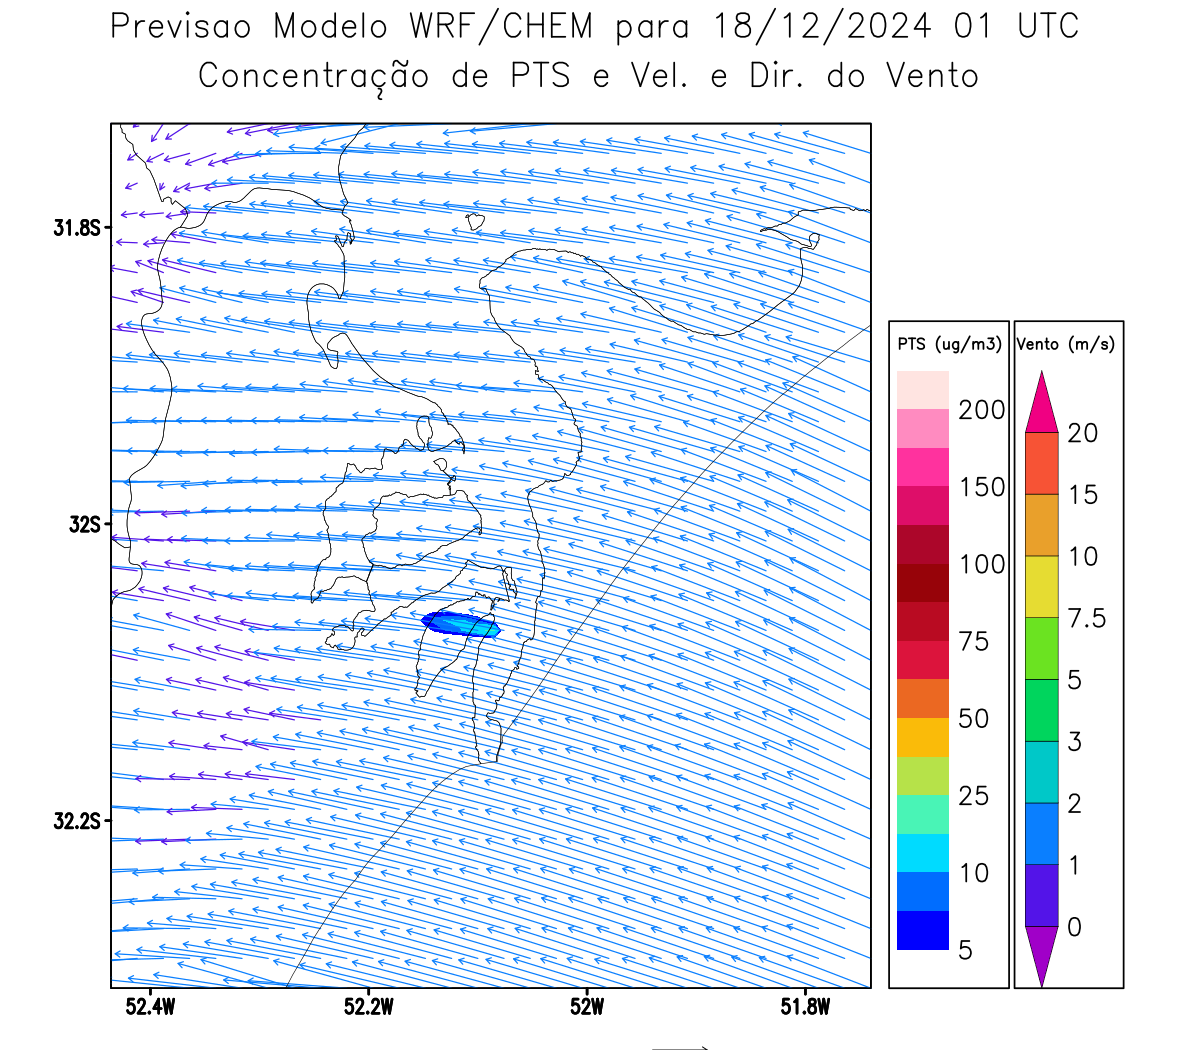 Previsao Modelo WRF/CHEM para 18/12/2024 01 UTC
Concentração de PTS e Vel. e Dir. do Vento
31.8S
32S
32.2S
52.4W 52.2W 52W 51.8W
PTS (ug/m3)
200
150
100
75
50
25
10
5
Vento (m/s)
20
15
10
7.5
5
3
2
1
0